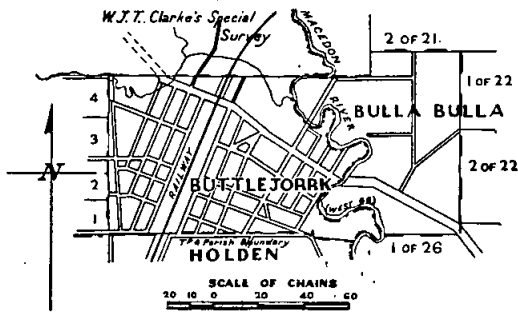 W.J.T. Clarke's Special
Survey
MACEDON
RIVER
2 OF 21.
1 OF 22
BULLA BULLA
4
3
2
1
N
RAILWAY
BUTTLEJORRK
2 OF 22
1 OF 26
TP & Parish Boundary
HOLDEN
SCALE OF CHAINS
20 10 0 20 40 60